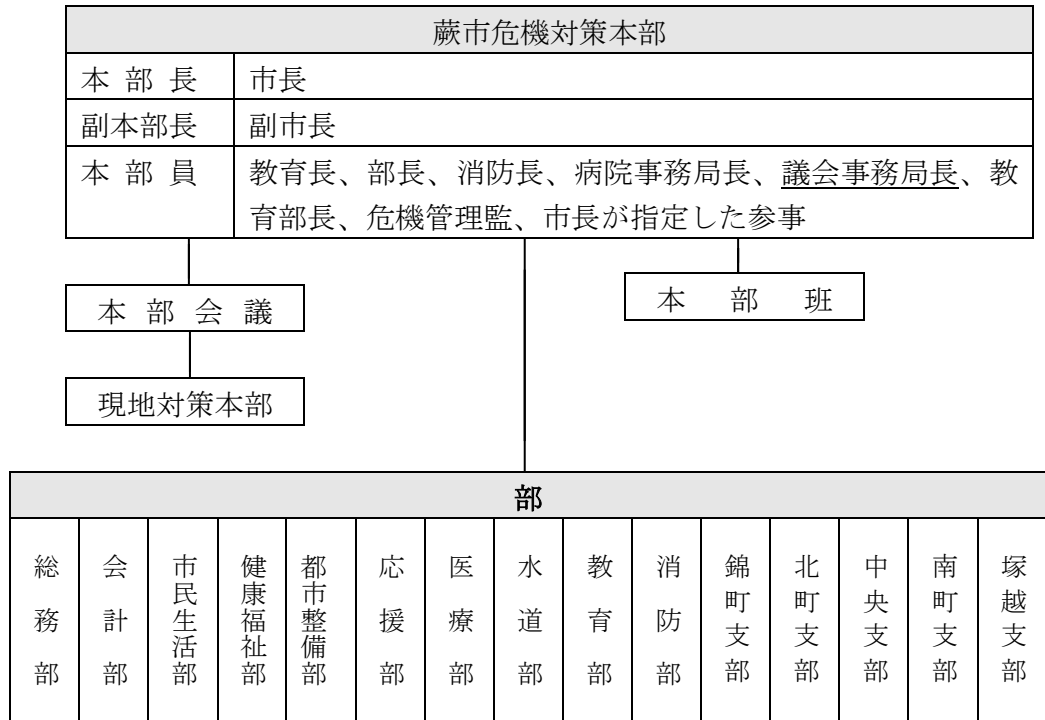 蕨市危機対策本部
本部長 市長
副本部長 副市長
本部員 教育長、部長、消防長、病院事務局長、議会事務局長、教
育部長、危機管理監、市長が指定した参事
本部会議
本部班
現地対策本部
部
総務部
会計部
市民生活部
健康福祉部
都市整備部
応援部
医療部
水道部
教育部
消防部
錦町支部
北町支部
中央支部
南町支部
塚越支部